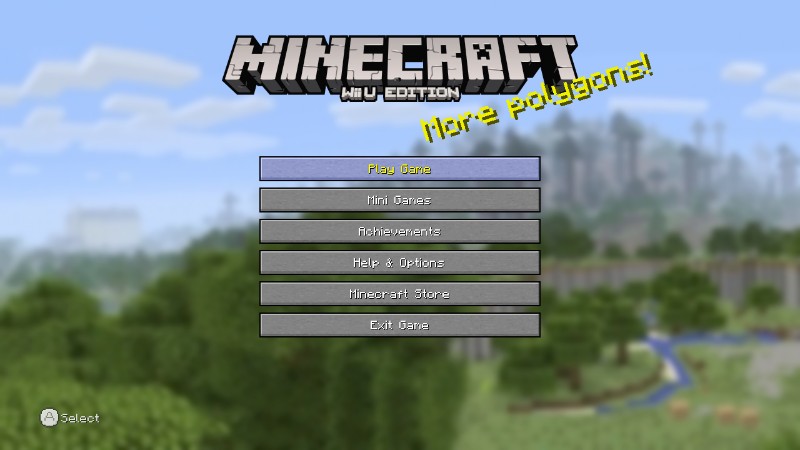 MINECRAFT
Wii U EDITION
More polygons!
Play Game
Mini Games
Achievements
Help & Options
Minecraft Store
Exit Game
A Select